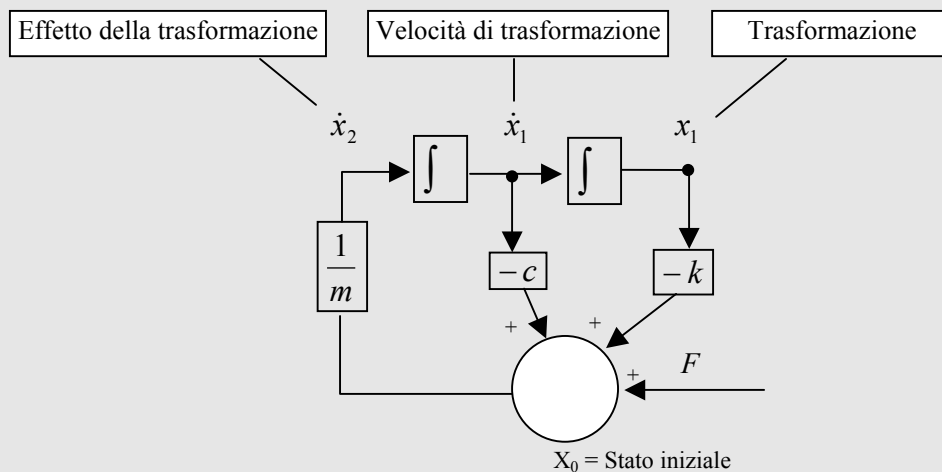 Effetto della trasformazione
Velocità di trasformazione
Trasformazione
ẋ₂
ẋ₁
x₁
∫
∫
1
m
− c
− k
+
+
+
F
X₀ = Stato iniziale